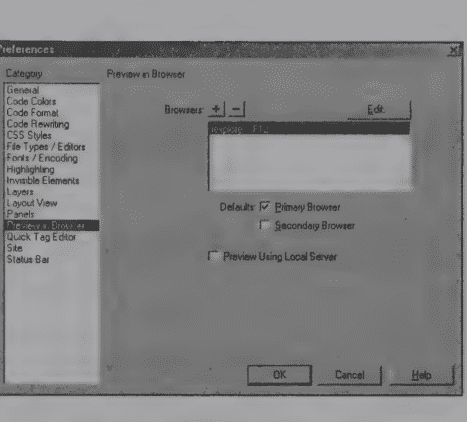 Preferences
Category
Preview in Browser
General
Code Colors
Code Format
Code Rewriting
CSS Styles
File Types / Editors
Fonts / Encoding
Highlighting
Invisible Elements
Layers
Layout View
Panels
Preview in Browser
Quick Tag Editor
Site
Status Bar
Browsers: + −
Edit...
iexplore F12
Defaults: Primary Browser
Secondary Browser
Preview Using Local Server
OK
Cancel
Help